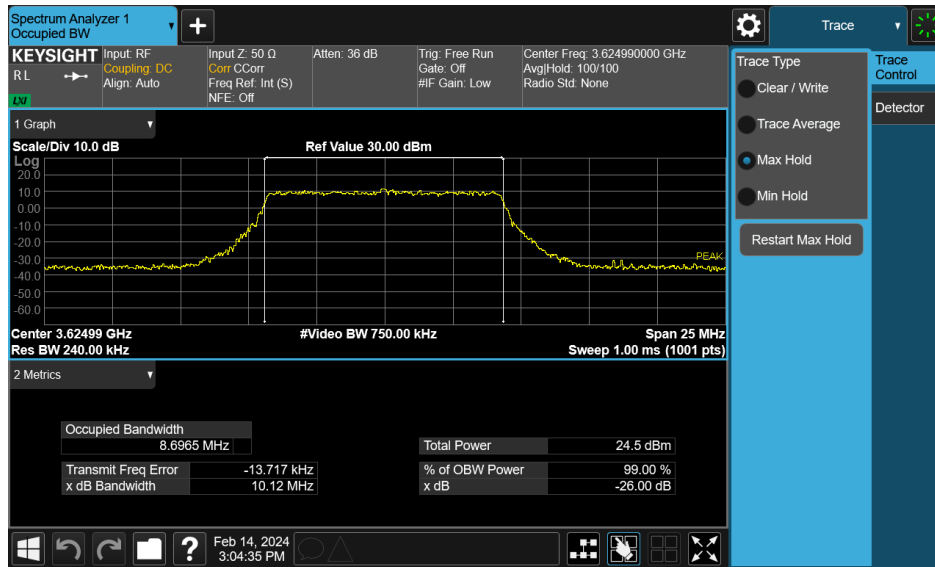 Spectrum Analyzer 1
Occupied BW
Trace
KEYSIGHT
R L
LXI
Input: RF
Coupling: DC
Align: Auto
Input Z: 50 Ω
Corr CCorr
Freq Ref: Int (S)
NFE: Off
Atten: 36 dB
Trig: Free Run
Gate: Off
#IF Gain: Low
Center Freq: 3.624990000 GHz
Avg|Hold: 100/100
Radio Std: None
1 Graph
Scale/Div 10.0 dB
Ref Value 30.00 dBm
Log
20.0
10.0
0.00
-10.0
-20.0
-30.0
-40.0
-50.0
-60.0
PEAK
Center 3.62499 GHz
#Video BW 750.00 kHz
Span 25 MHz
Res BW 240.00 kHz
Sweep 1.00 ms (1001 pts)
2 Metrics
Occupied Bandwidth
8.6965 MHz
Total Power 24.5 dBm
Transmit Freq Error -13.717 kHz
% of OBW Power 99.00 %
x dB Bandwidth 10.12 MHz
x dB -26.00 dB
Trace Type
Clear / Write
Trace Average
Max Hold
Min Hold
Restart Max Hold
Trace
Control
Detector
?
Feb 14, 2024
3:04:35 PM